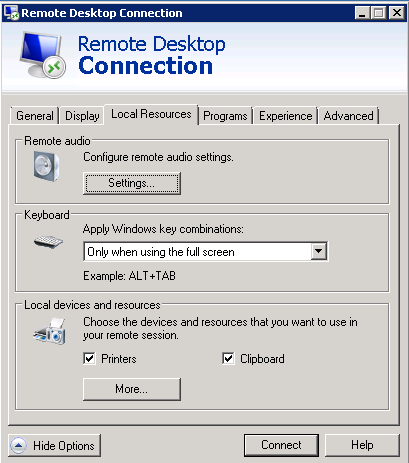 Remote Desktop Connection
Remote Desktop
Connection
General Display Local Resources Programs Experience Advanced
Remote audio
Configure remote audio settings.
Settings...
Keyboard
Apply Windows key combinations:
Only when using the full screen
Example: ALT+TAB
Local devices and resources
Choose the devices and resources that you want to use in
your remote session.
Printers Clipboard
More...
Hide Options Connect Help